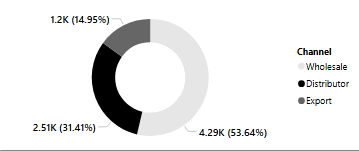 1.2K (14.95%)
Channel
Wholesale
Distributor
Export
2.51K (31.41%)
4.29K (53.64%)